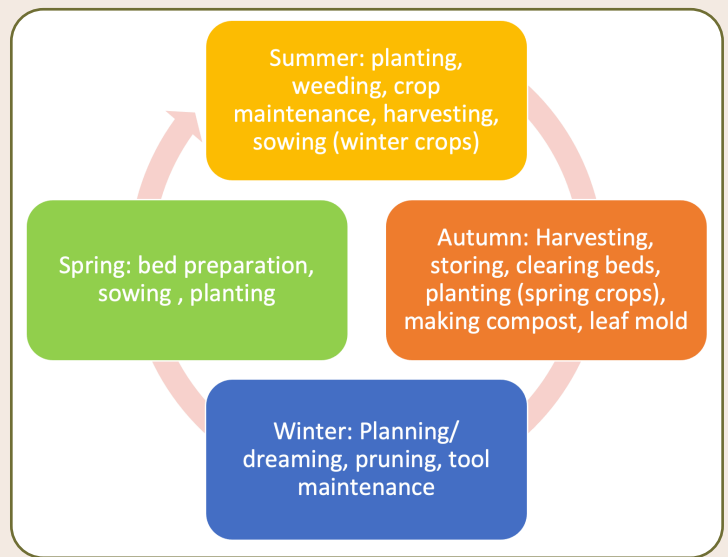 Summer: planting,
weeding, crop
maintenance, harvesting,
sowing (winter crops)
Autumn: Harvesting,
storing, clearing beds,
planting (spring crops),
making compost, leaf mold
Winter: Planning/
dreaming, pruning, tool
maintenance
Spring: bed preparation,
sowing , planting